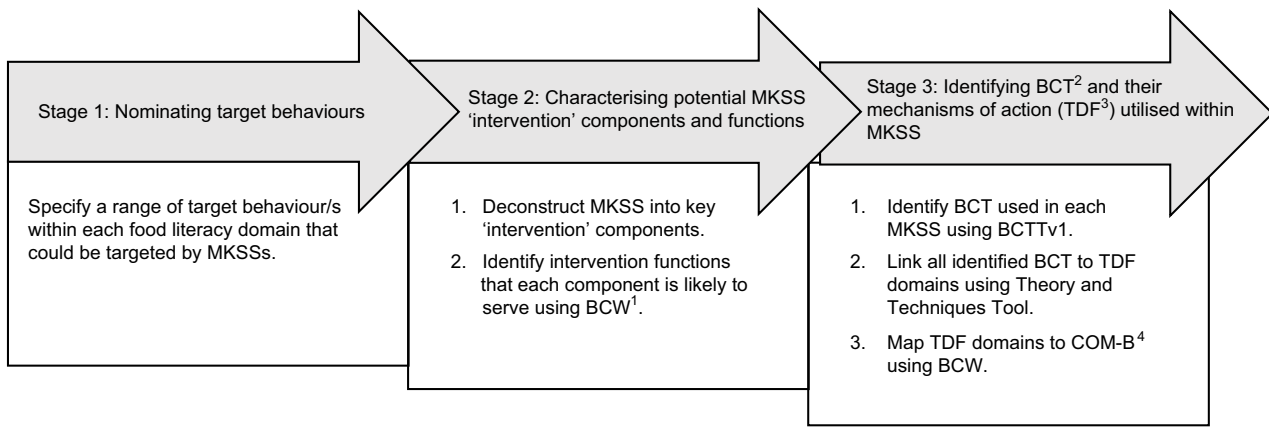 Stage 1: Nominating target behaviours
Specify a range of target behaviour/s
within each food literacy domain that
could be targeted by MKSSs.
Stage 2: Characterising potential MKSS
‘intervention’ components and functions
1. Deconstruct MKSS into key
‘intervention’ components.
2. Identify intervention functions
that each component is likely to
serve using BCW1.
Stage 3: Identifying BCT2 and their
mechanisms of action (TDF3) utilised within
MKSS
1. Identify BCT used in each
MKSS using BCTTv1.
2. Link all identified BCT to TDF
domains using Theory and
Techniques Tool.
3. Map TDF domains to COM-B4
using BCW.